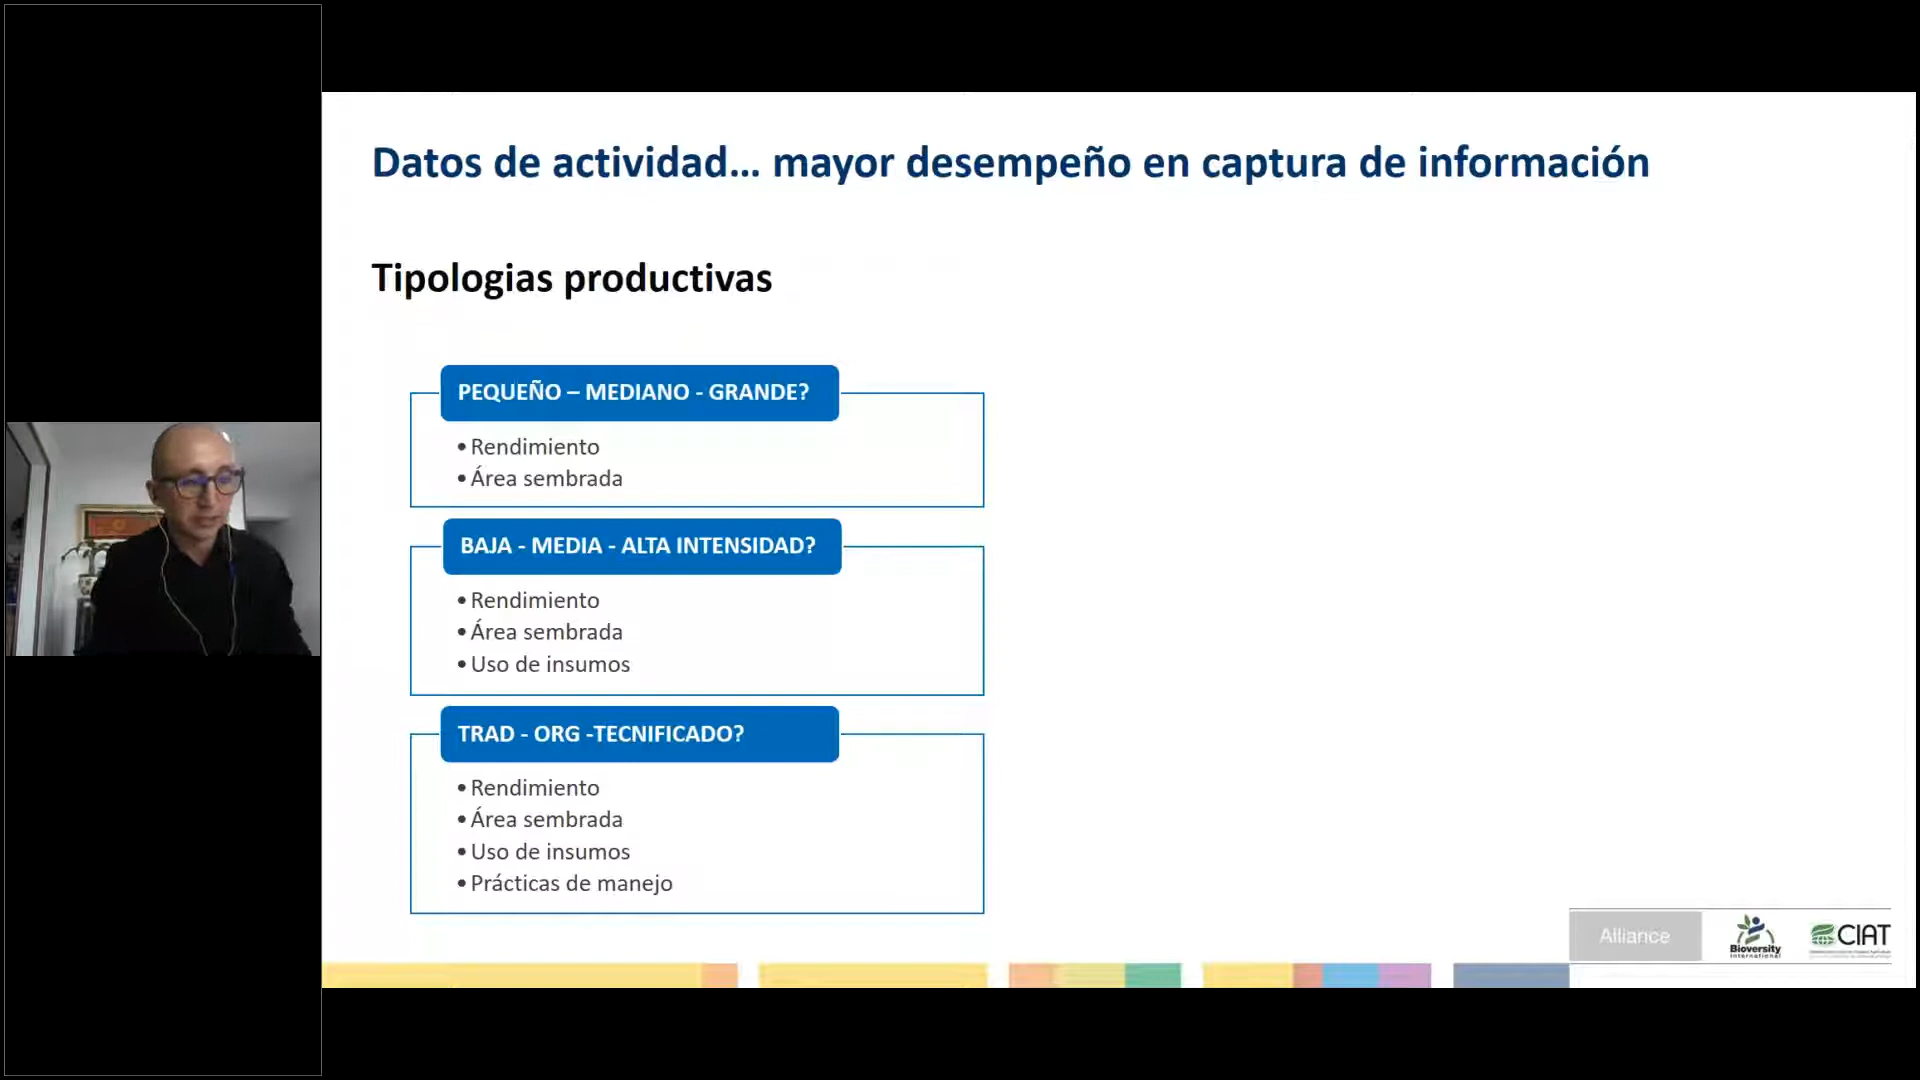 Datos de actividad... mayor desempeño en captura de información
Tipologias productivas
PEQUEÑO – MEDIANO - GRANDE?
•Rendimiento
•Área sembrada
BAJA - MEDIA - ALTA INTENSIDAD?
•Rendimiento
•Área sembrada
•Uso de insumos
TRAD - ORG -TECNIFICADO?
•Rendimiento
•Área sembrada
•Uso de insumos
•Prácticas de manejo
Alliance
Bioversity
International
CIAT